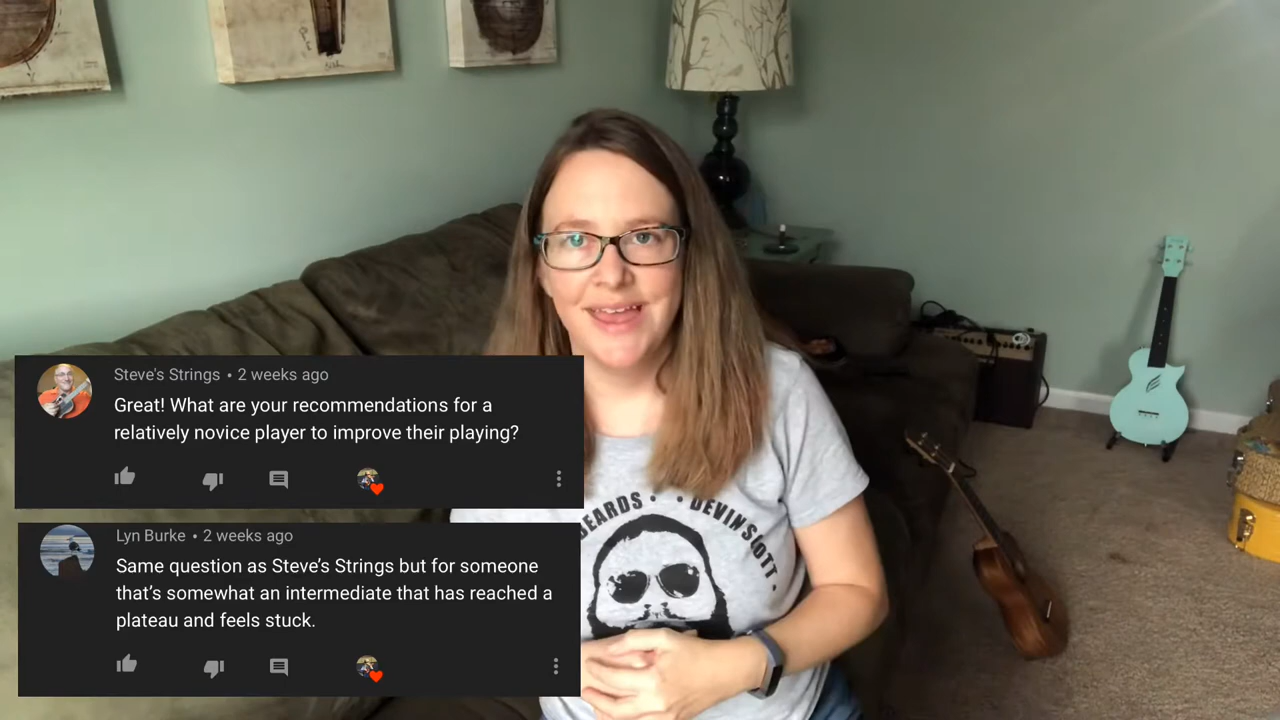 Steve's Strings • 2 weeks ago
Great! What are your recommendations for a
relatively novice player to improve their playing?
Lyn Burke • 2 weeks ago
Same question as Steve's Strings but for someone
that's somewhat an intermediate that has reached a
plateau and feels stuck.
BEARDS • • DEVIN SCOTT •